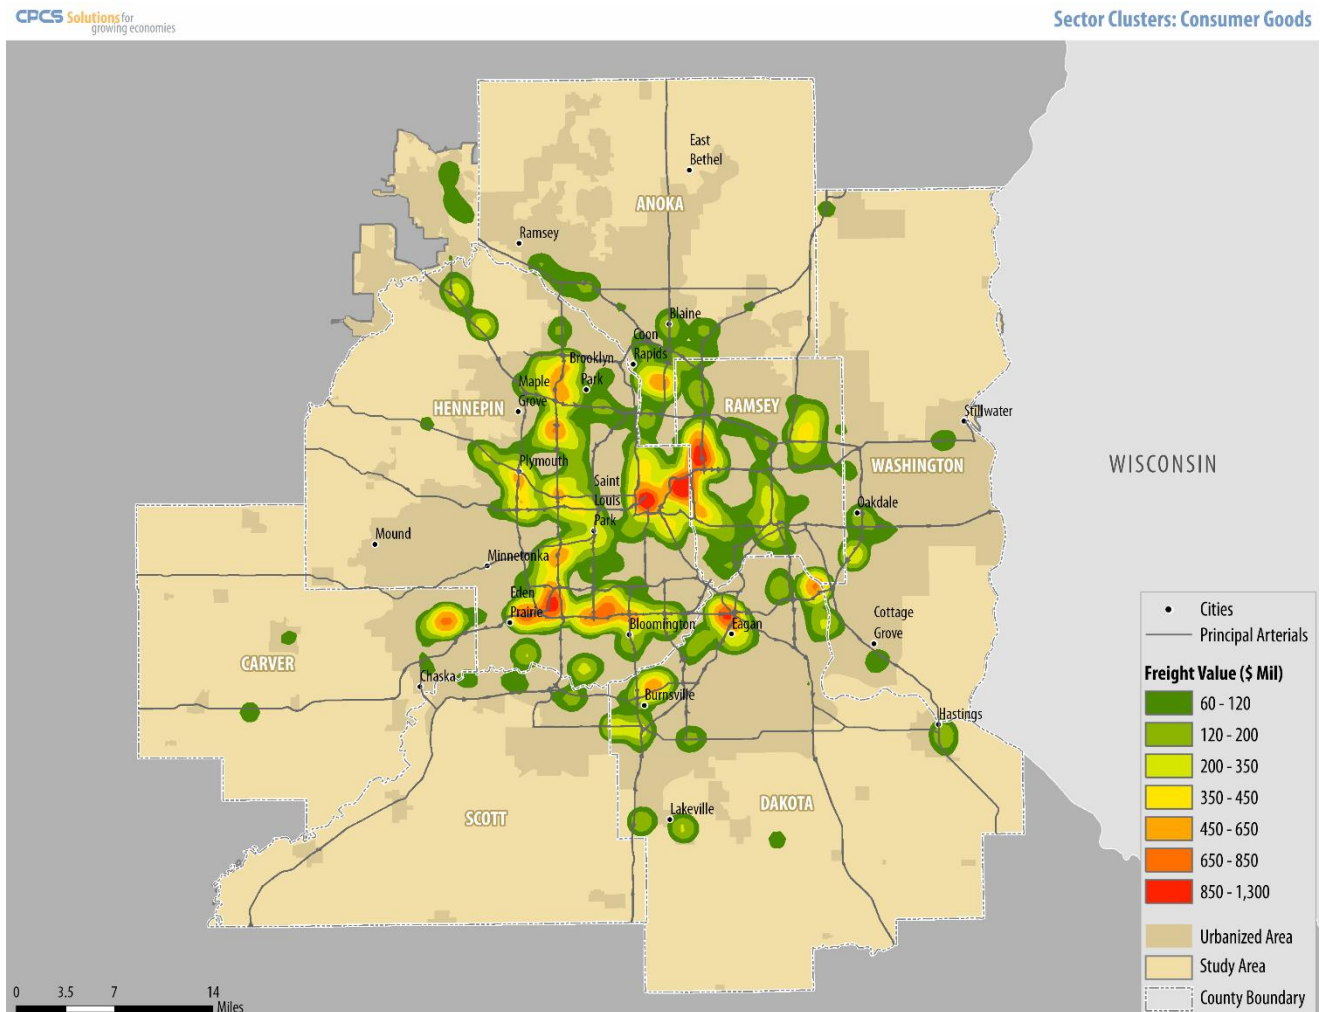 CPCS Solutions for
growing economies
Sector Clusters: Consumer Goods
East
Bethel
ANOKA
Ramsey
Blaine
Coon
Rapids
Brooklyn
Park
Maple
Grove
HENNEPIN
RAMSEY
Stillwater
WASHINGTON
WISCONSIN
Plymouth
Saint
Louis
Park
Oakdale
Mound
Minnetonka
Eden
Prairie
Bloomington
Eagan
Cottage
Grove
CARVER
Chaska
Burnsville
Hastings
SCOTT
Lakeville
DAKOTA
Cities
Principal Arterials
Freight Value ($ Mil)
60 - 120
120 - 200
200 - 350
350 - 450
450 - 650
650 - 850
850 - 1,300
Urbanized Area
Study Area
County Boundary
0 3.5 7 14
Miles